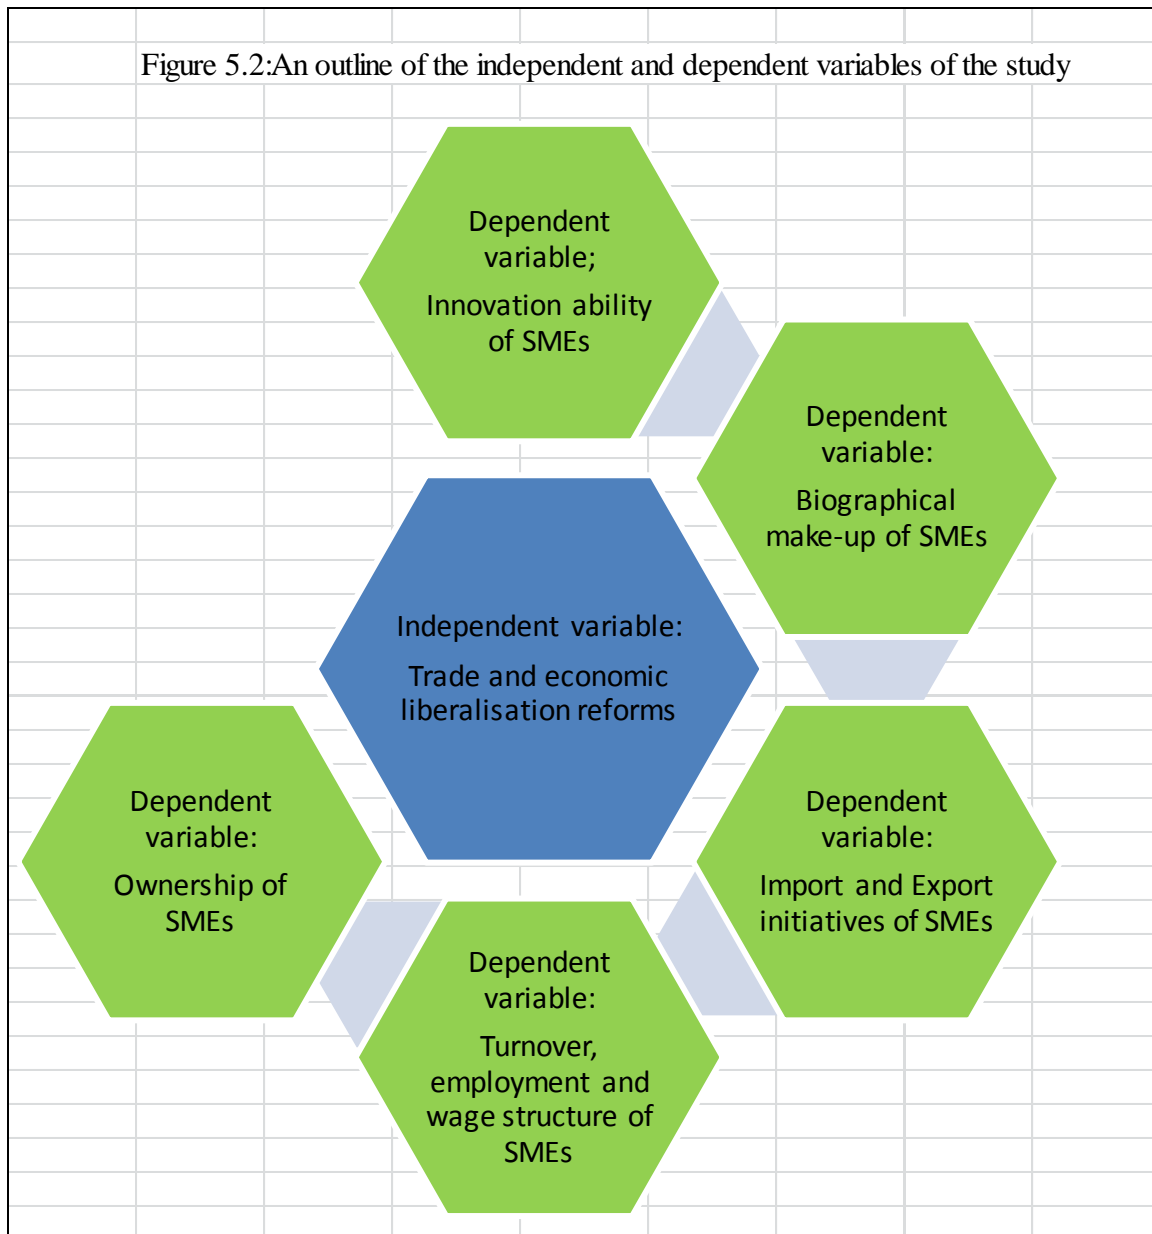 Figure 5.2:An outline of the independent and dependent variables of the study
Dependent
variable;
Innovation ability
of SMEs
Dependent
variable:
Biographical
make-up of SMEs
Independent variable:
Trade and economic
liberalisation reforms
Dependent
variable:
Ownership of
SMEs
Dependent
variable:
Import and Export
initiatives of SMEs
Dependent
variable:
Turnover,
employment and
wage structure of
SMEs